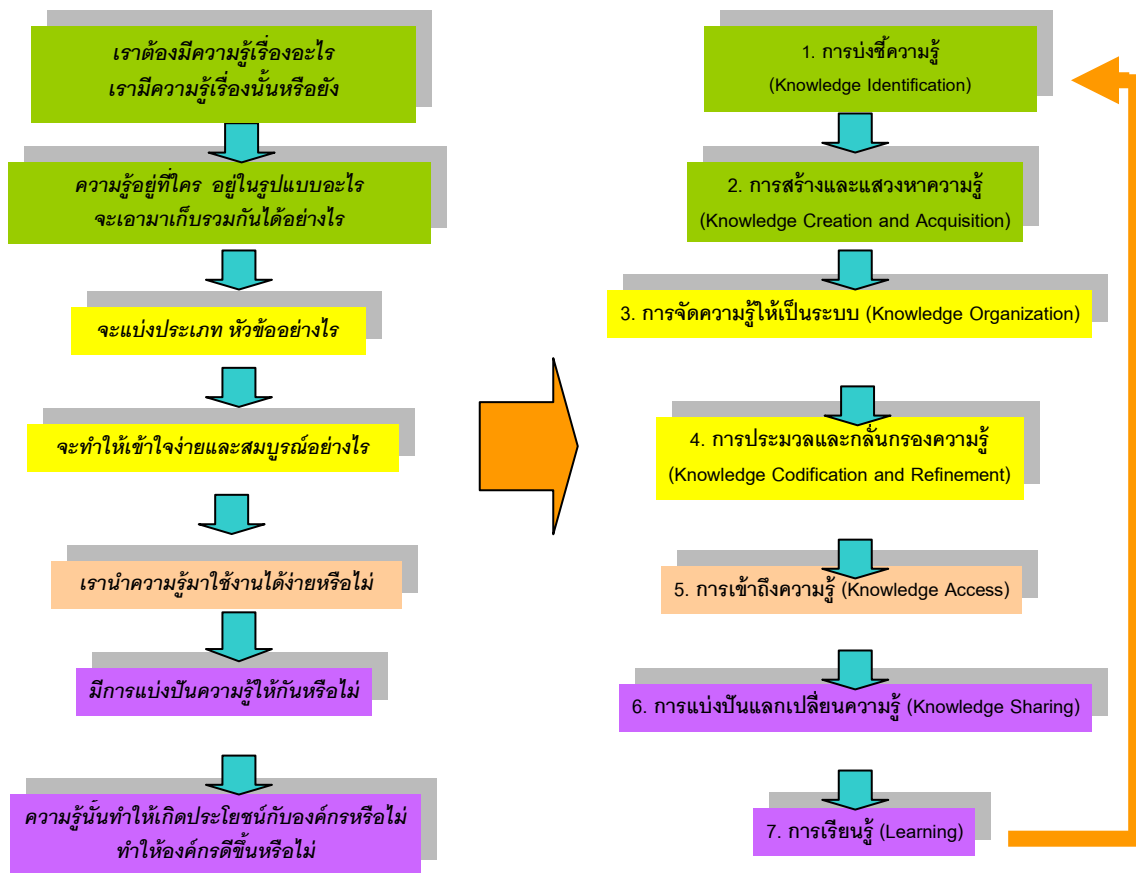 เราต้องมีความรู้เรื่องอะไร
เรามีความรู้เรื่องนั้นหรือยัง
ความรู้อยู่ที่ใคร อยู่ในรูปแบบอะไร
จะเอามาเก็บรวมกันได้อย่างไร
จะแบ่งประเภท หัวข้ออย่างไร
จะทำให้เข้าใจง่ายและสมบูรณ์อย่างไร
เรานำความรู้มาใช้งานได้ง่ายหรือไม่
มีการแบ่งปันความรู้ให้กันหรือไม่
ความรู้นั้นทำให้เกิดประโยชน์กับองค์กรหรือไม่
ทำให้องค์กรดีขึ้นหรือไม่
1. การบ่งชี้ความรู้
(Knowledge Identification)
2. การสร้างและแสวงหาความรู้
(Knowledge Creation and Acquisition)
3. การจัดความรู้ให้เป็นระบบ (Knowledge Organization)
4. การประมวลและกลั่นกรองความรู้
(Knowledge Codification and Refinement)
5. การเข้าถึงความรู้ (Knowledge Access)
6. การแบ่งปันแลกเปลี่ยนความรู้ (Knowledge Sharing)
7. การเรียนรู้ (Learning)